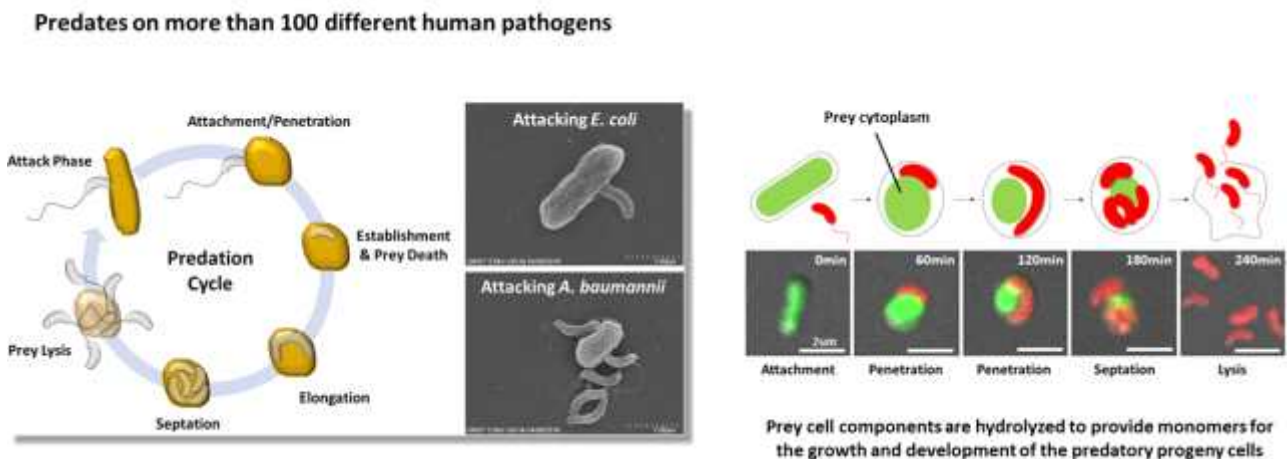 Predates on more than 100 different human pathogens
Attachment/Penetration
Attack Phase
Establishment
& Prey Death
Predation
Cycle
Prey Lysis
Elongation
Septation
Attacking E. coli
Attacking A. baumannii
Prey cytoplasm
0min
60min
120min
180min
240min
2um
Attachment
Penetration
Penetration
Septation
Lysis
Prey cell components are hydrolyzed to provide monomers for
the growth and development of the predatory progeny cells